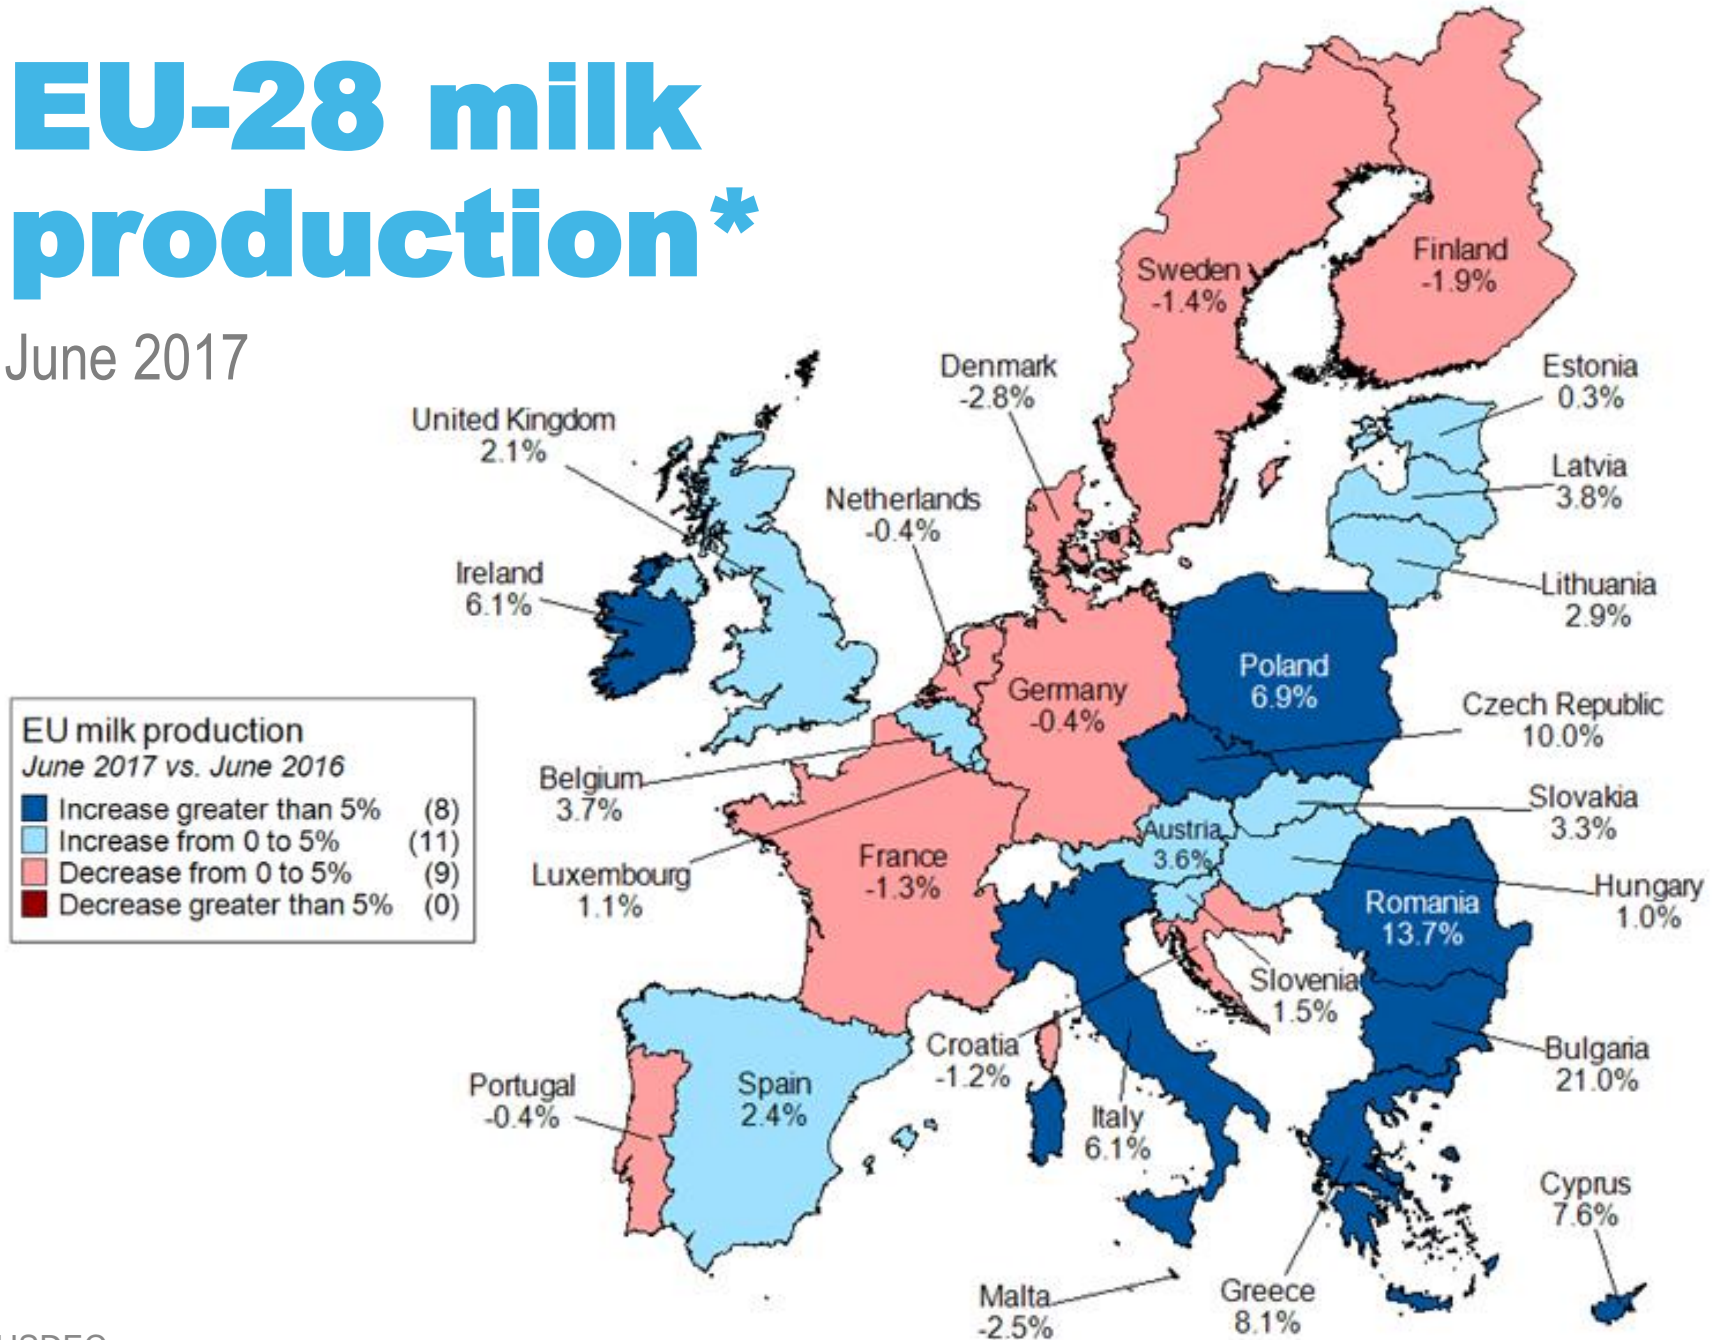 EU-28 milk
production*
June 2017
Finland
-1.9%
Sweden
-1.4%
Denmark
-2.8%
Estonia
0.3%
United Kingdom
2.1%
Latvia
3.8%
Netherlands
-0.4%
Ireland
6.1%
Lithuania
2.9%
Poland
6.9%
Germany
-0.4%
Czech Republic
10.0%
EU milk production
June 2017 vs. June 2016
Increase greater than 5% (8)
Increase from 0 to 5% (11)
Decrease from 0 to 5% (9)
Decrease greater than 5% (0)
Belgium
3.7%
Slovakia
3.3%
Austria
3.6%
France
-1.3%
Luxembourg
1.1%
Hungary
1.0%
Romania
13.7%
Slovenia
1.5%
Croatia
-1.2%
Bulgaria
21.0%
Portugal
-0.4%
Spain
2.4%
Italy
6.1%
Cyprus
7.6%
Malta
-2.5%
Greece
8.1%